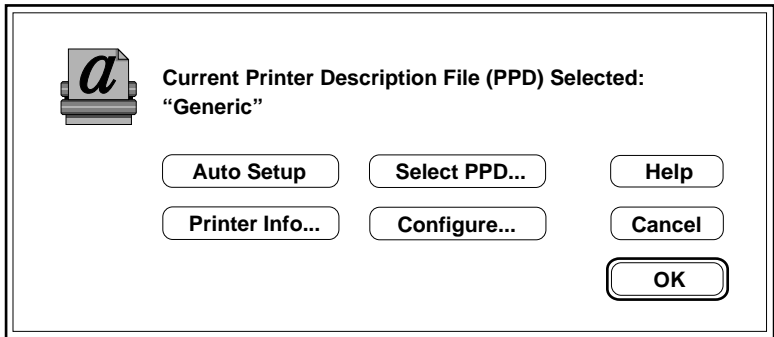 a
Current Printer Description File (PPD) Selected:
“Generic”
Auto Setup
Select PPD...
Help
Printer Info...
Configure...
Cancel
OK